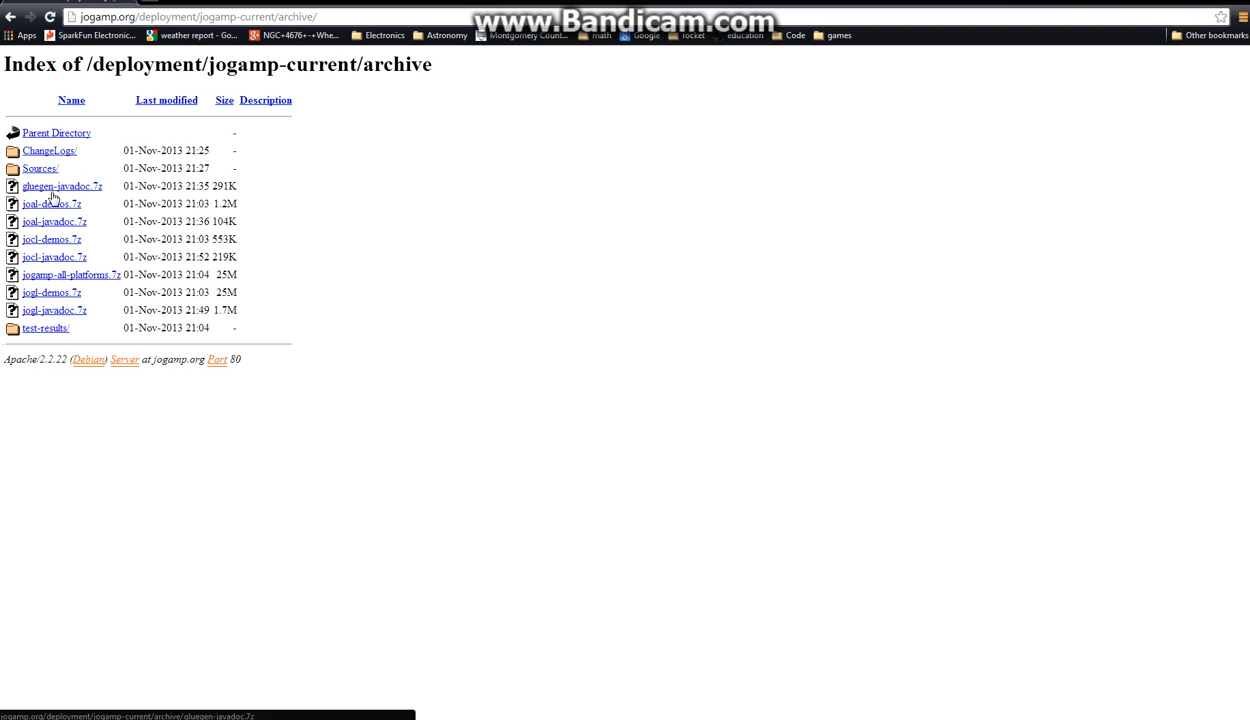 jogamp.org/deployment/jogamp-current/archive/
www.Bandicam.com
Apps SparkFun Electronic... weather report - Go... NGC+4676+-+Whe... Electronics Astronomy Montgomery Count... math Google rocket education Code games Other bookmarks
Index of /deployment/jogamp-current/archive
Name Last modified Size Description
Parent Directory -
ChangeLogs/ 01-Nov-2013 21:25 -
Sources/ 01-Nov-2013 21:27 -
gluegen-javadoc.7z 01-Nov-2013 21:35 291K
joal-demos.7z 01-Nov-2013 21:03 1.2M
joal-javadoc.7z 01-Nov-2013 21:36 104K
jocl-demos.7z 01-Nov-2013 21:03 553K
jocl-javadoc.7z 01-Nov-2013 21:52 219K
jogamp-all-platforms.7z 01-Nov-2013 21:04 25M
jogl-demos.7z 01-Nov-2013 21:03 25M
jogl-javadoc.7z 01-Nov-2013 21:49 1.7M
test-results/ 01-Nov-2013 21:04 -
Apache/2.2.22 (Debian) Server at jogamp.org Port 80
jogamp.org/deployment/jogamp-current/archive/gluegen-javadoc.7z